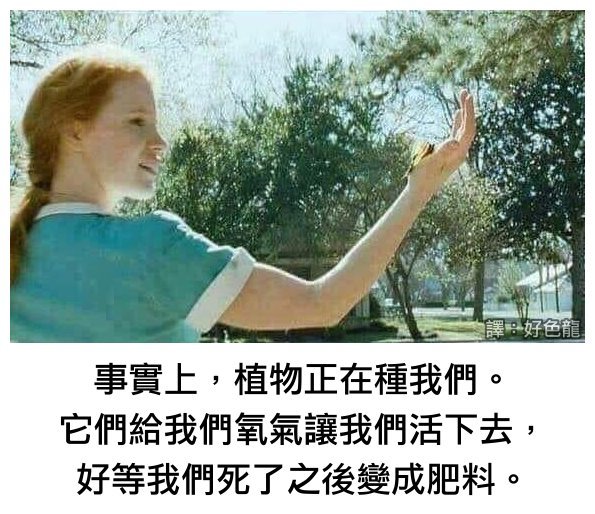 譯：好色龍
事實上，植物正在種我們。
它們給我們氧氣讓我們活下去，
好等我們死了之後變成肥料。